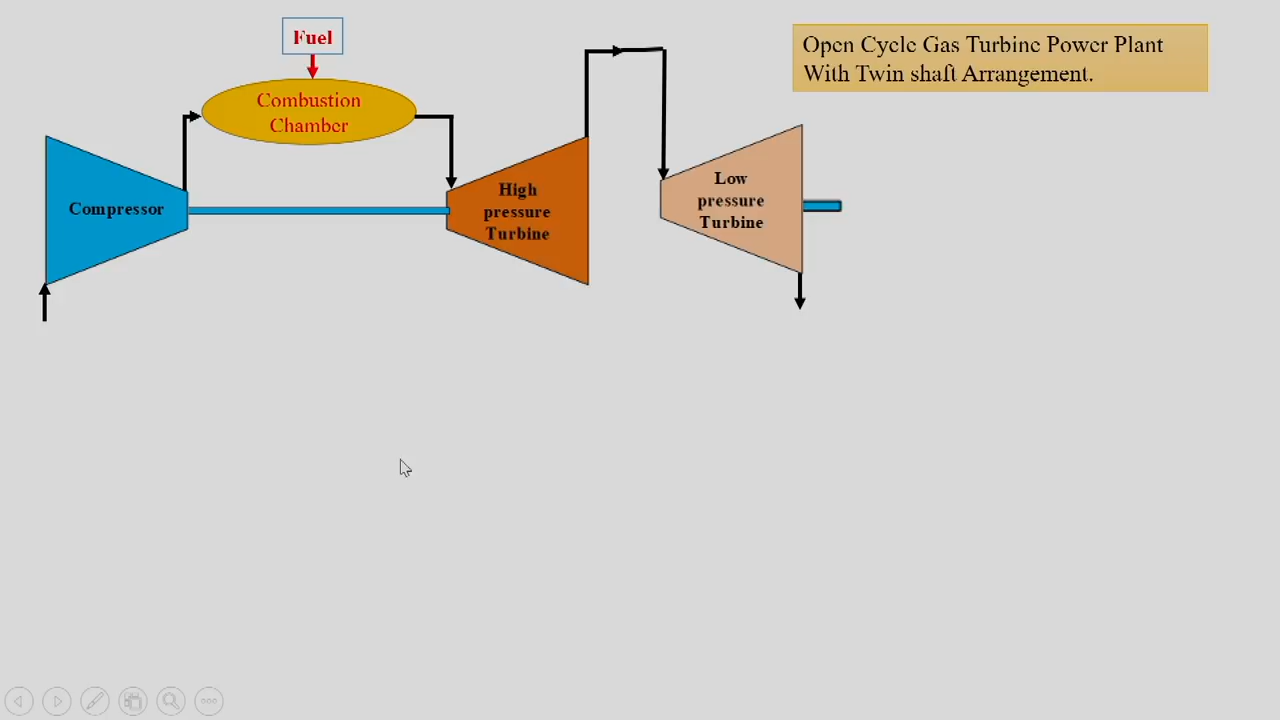 Fuel
Open Cycle Gas Turbine Power Plant
With Twin shaft Arrangement.
Combustion
Chamber
Compressor
High
pressure
Turbine
Low
pressure
Turbine